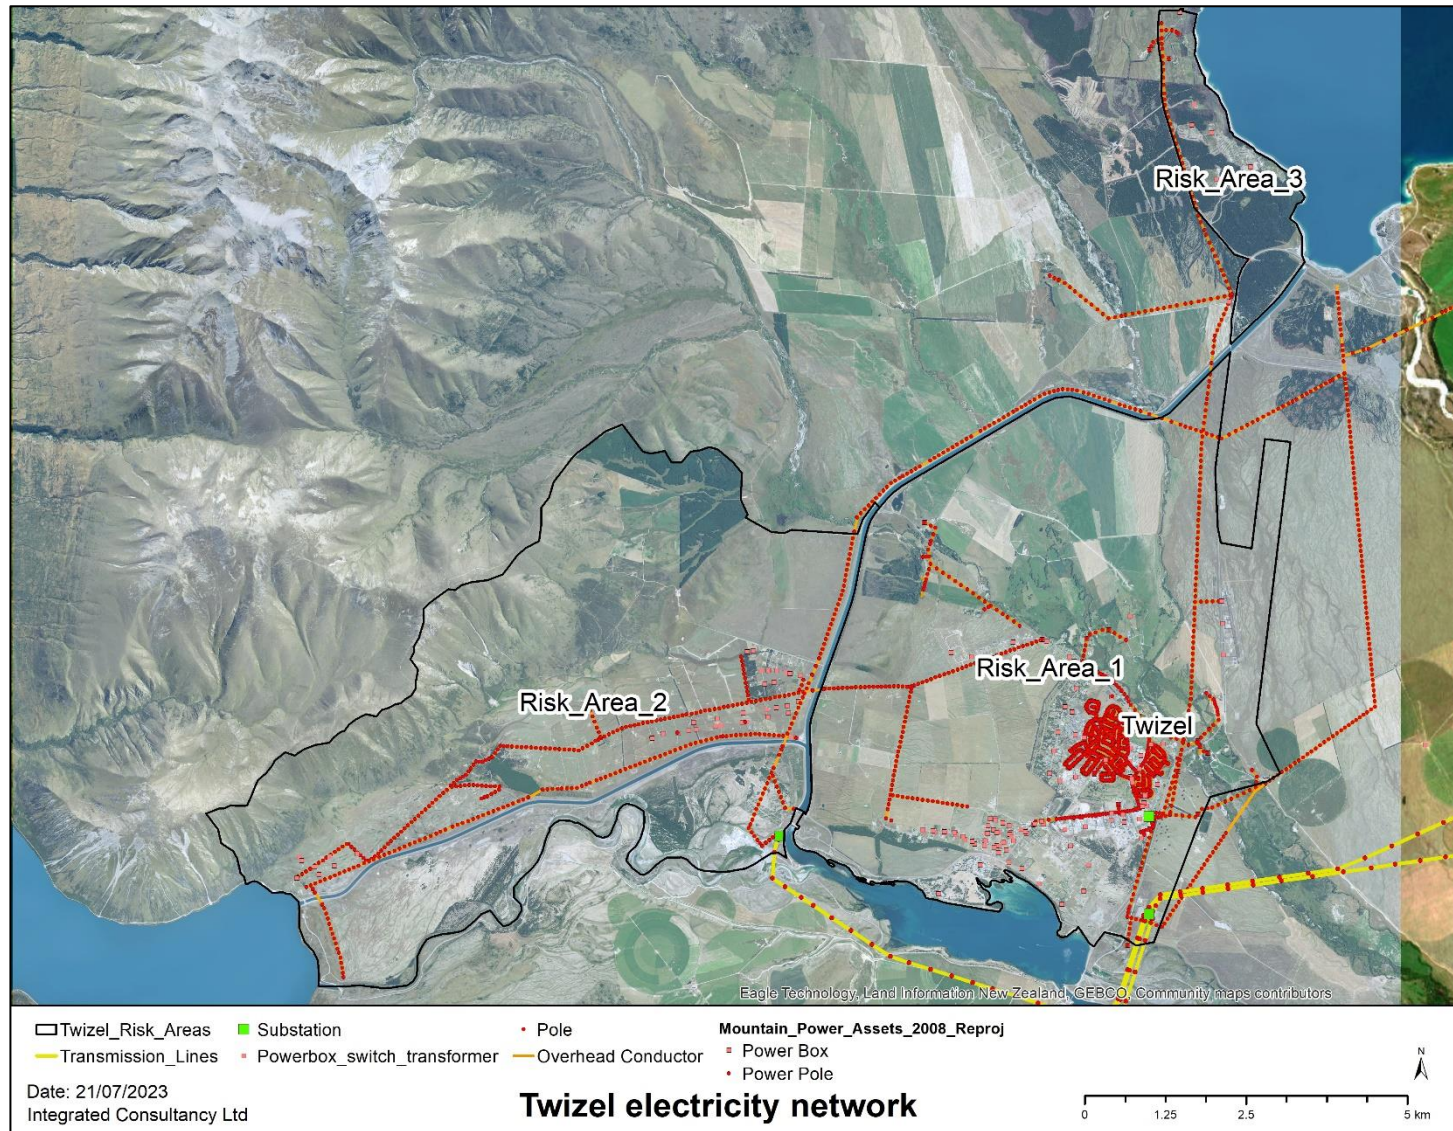 Risk_Area_3
Risk_Area_1
Risk_Area_2
Twizel
Eagle Technology, Land Information New Zealand, GEBCO, Community maps contributors
Twizel_Risk_Areas
Substation
Pole
Mountain_Power_Assets_2008_Reproj
Transmission_Lines
Powerbox_switch_transformer
Overhead Conductor
Power Box
Power Pole
Date: 21/07/2023
Integrated Consultancy Ltd
Twizel electricity network
N
0 1.25 2.5 5 km